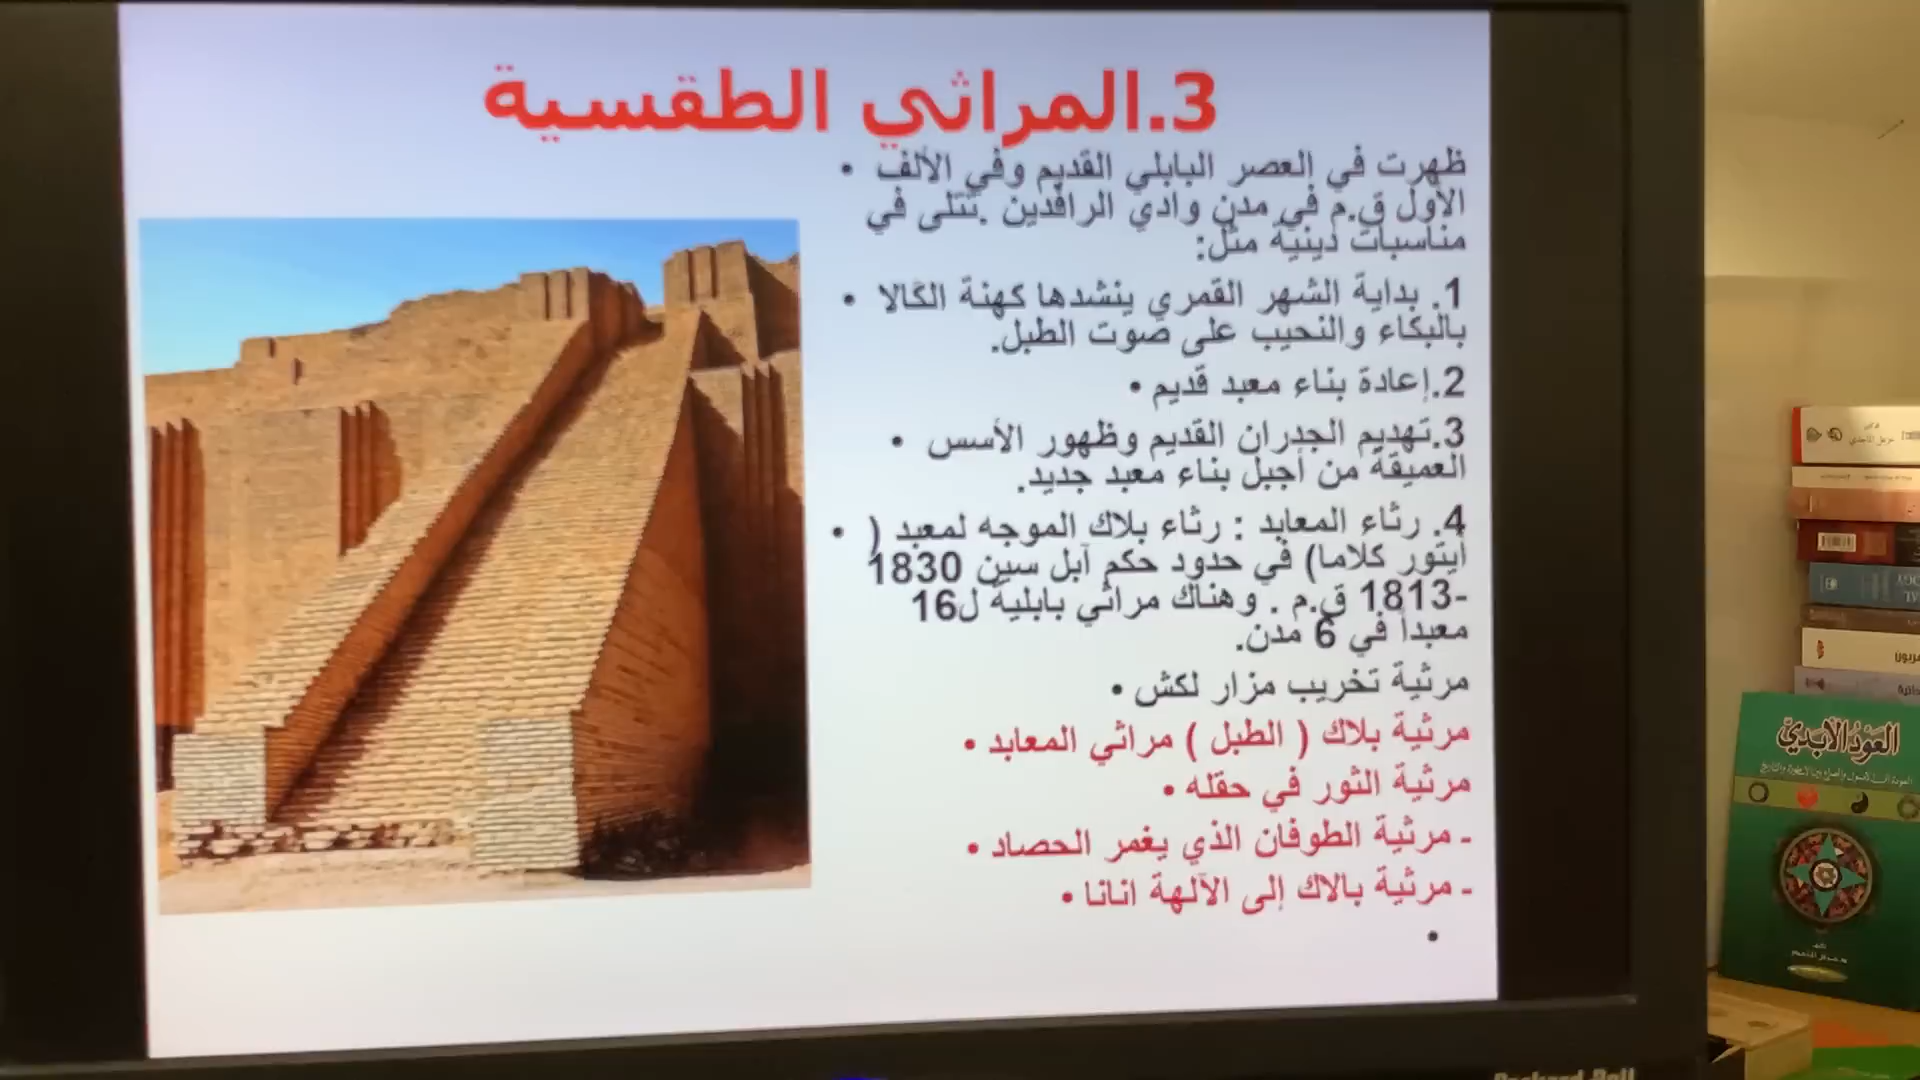 3.المراثي الطقسية
ظهرت في العصر البابلي القديم وفي الألف •
الأول ق.م في مدن وادي الرافدين .تتلى في
مناسبات دينية مثل:
1. بداية الشهر القمري ينشدها كهنة الكالا •
بالبكاء والنحيب على صوت الطبل.
2.إعادة بناء معبد قديم •
3.تهديم الجدران القديم وظهور الأسس •
العميقة من أجبل بناء معبد جديد.
4. رثاء المعابد : رثاء بلاك الموجه لمعبد ( •
أيتور كلاما) في حدود حكم آبل سين 1830
-1813 ق.م . وهناك مراثي بابلية ل16
معبداً في 6 مدن.
مرثية تخريب مزار لكش •
مرثية بلاك ( الطبل ) مراثي المعابد •
مرثية الثور في حقله •
ـ مرثية الطوفان الذي يغمر الحصاد •
ـ مرثية بالاك إلى الآلهة انانا •
•
العود الأبدي
Packard Bell